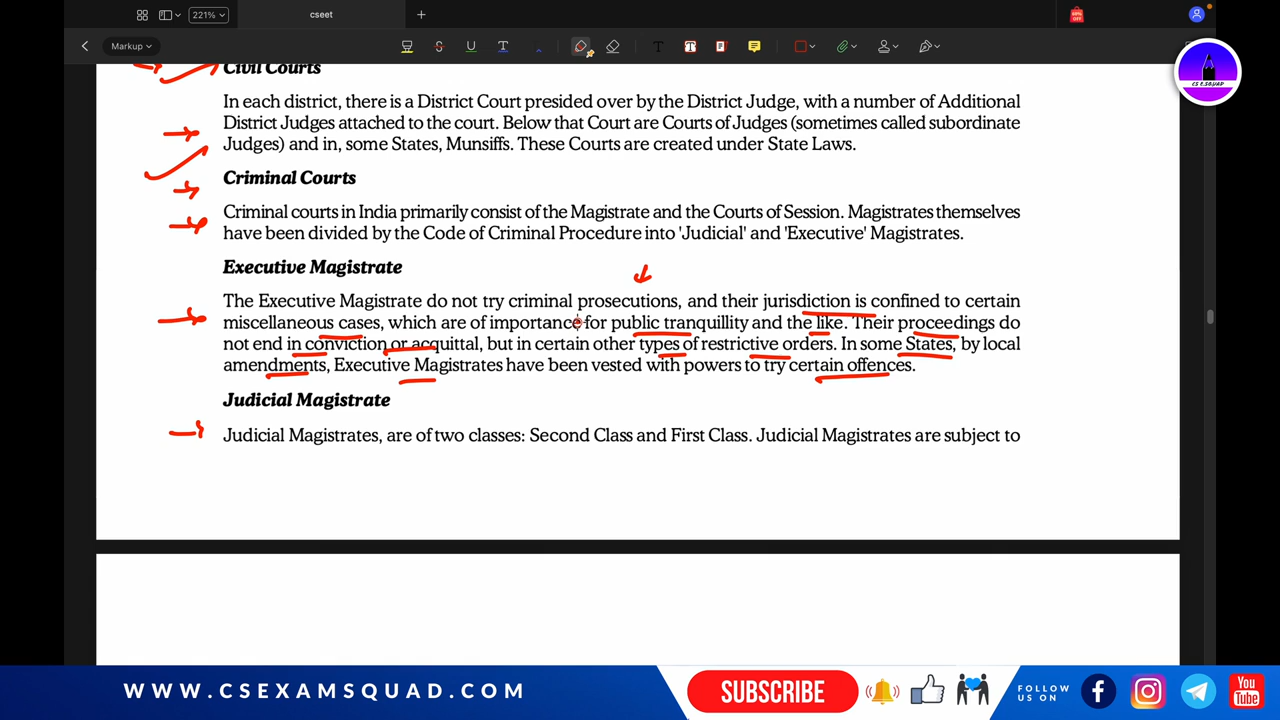 221%
cseet
Markup
CS E.SQUAD
Civil Courts
In each district, there is a District Court presided over by the District Judge, with a number of Additional
District Judges attached to the court. Below that Court are Courts of Judges (sometimes called subordinate
Judges) and in, some States, Munsiffs. These Courts are created under State Laws.
Criminal Courts
Criminal courts in India primarily consist of the Magistrate and the Courts of Session. Magistrates themselves
have been divided by the Code of Criminal Procedure into 'Judicial' and 'Executive' Magistrates.
Executive Magistrate
The Executive Magistrate do not try criminal prosecutions, and their jurisdiction is confined to certain
miscellaneous cases, which are of importance for public tranquillity and the like. Their proceedings do
not end in conviction or acquittal, but in certain other types of restrictive orders. In some States, by local
amendments, Executive Magistrates have been vested with powers to try certain offences.
Judicial Magistrate
Judicial Magistrates, are of two classes: Second Class and First Class. Judicial Magistrates are subject to
WWW.CSEXAMSQUAD.COM
SUBSCRIBE
FOLLOW
US ON
You
Tube